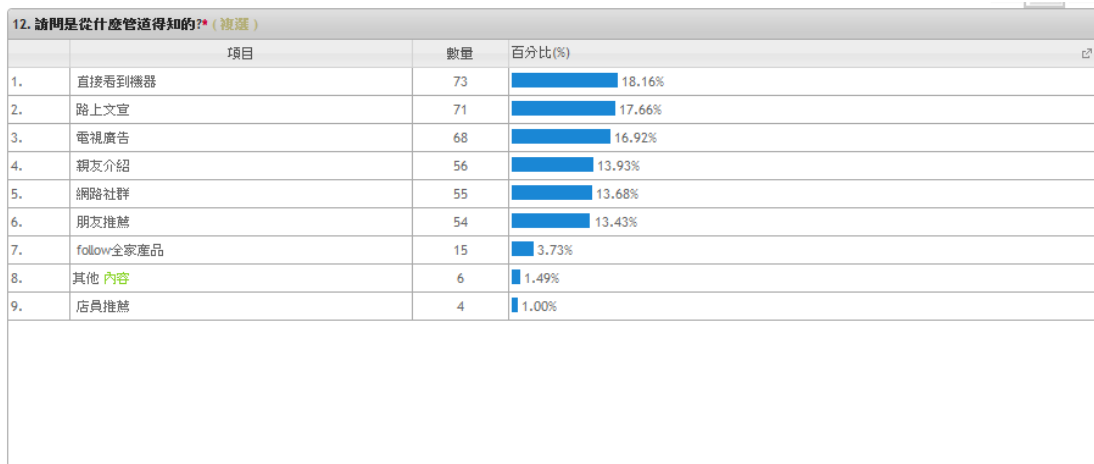 12. 請問是從什麼管道得知的?* ( 複選 )
項目 數量 百分比(%)
1. 直接看到機器 73 18.16%
2. 路上文宣 71 17.66%
3. 電視廣告 68 16.92%
4. 親友介紹 56 13.93%
5. 網路社群 55 13.68%
6. 朋友推薦 54 13.43%
7. follow全家產品 15 3.73%
8. 其他 內容 6 1.49%
9. 店員推薦 4 1.00%